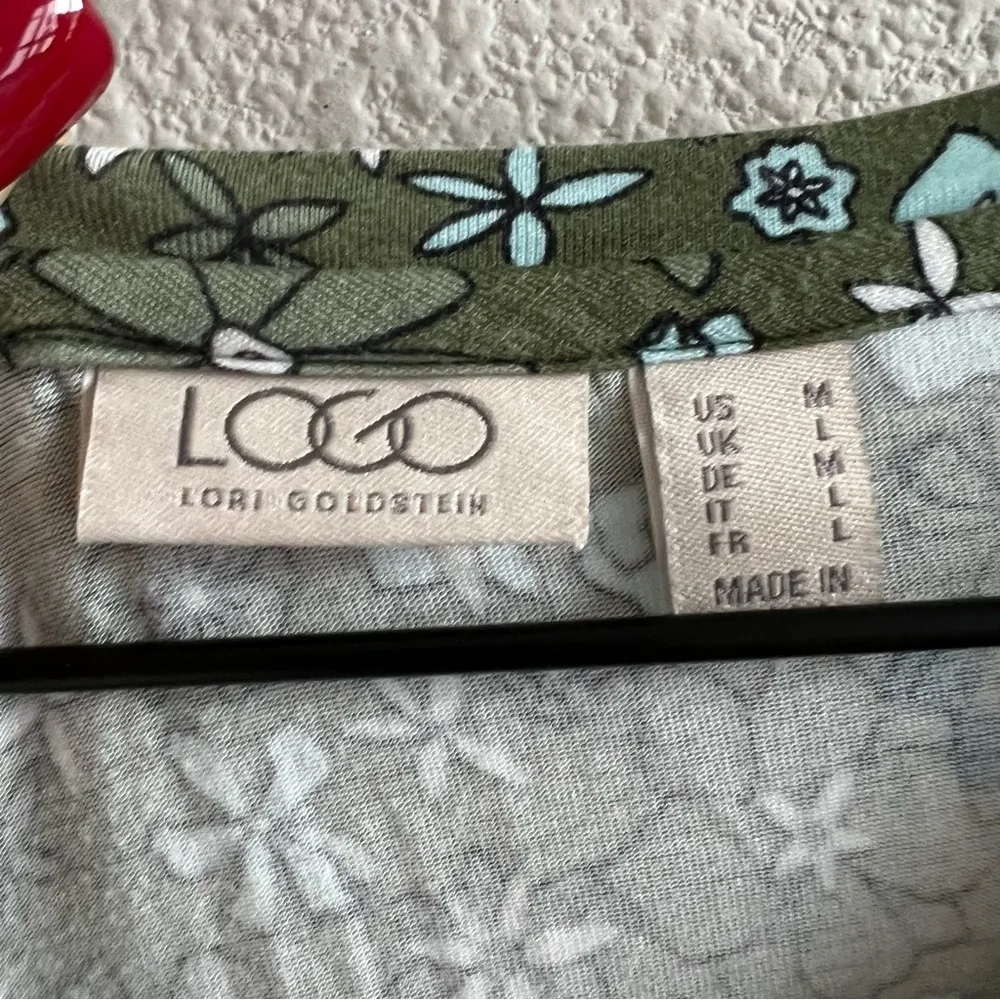 LOGO
LORI GOLDSTEIN
US M
UK L
DE M
IT L
FR L
MADE IN